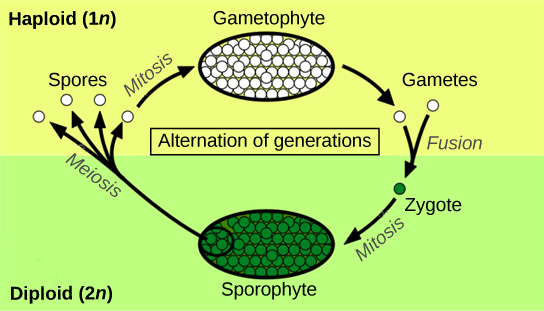 Haploid (1n)
Gametophyte
Spores
Mitosis
Gametes
Alternation of generations
Fusion
Meiosis
Zygote
Mitosis
Sporophyte
Diploid (2n)